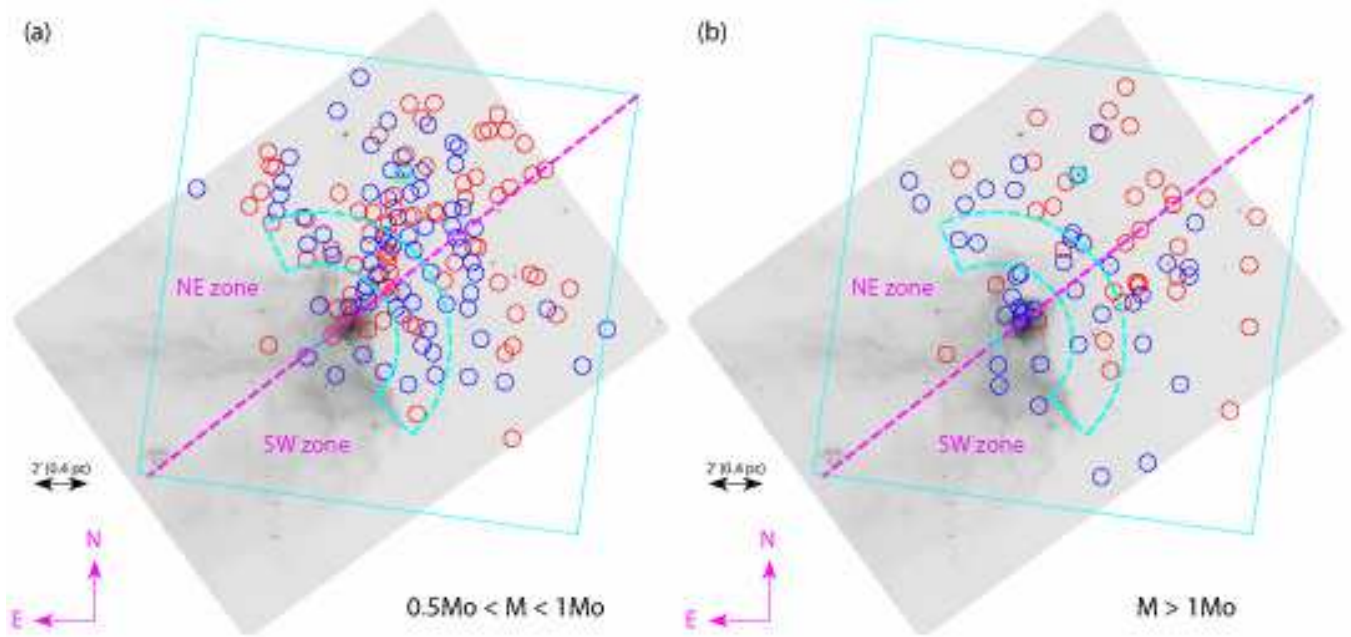 (a)
NE zone
SW zone
2' (0.4 pc)
N
E
0.5Mo < M < 1Mo
(b)
NE zone
SW zone
2' (0.4 pc)
N
E
M > 1Mo